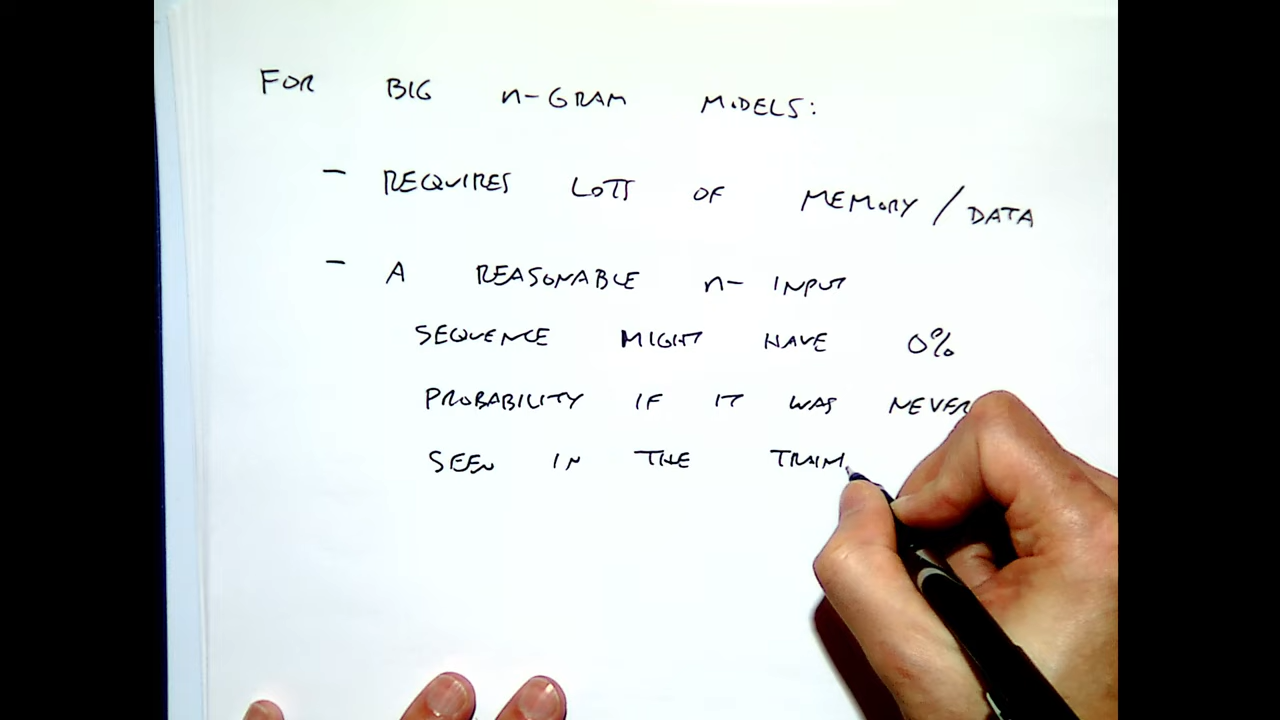 FOR BIG n-GRAM MODELS:
- REQUIRES LOTS OF MEMORY/DATA
- A REASONABLE n-INPUT
SEQUENCE MIGHT HAVE 0%
PROBABILITY IF IT WAS NEVER
SEEN IN THE TRAIN